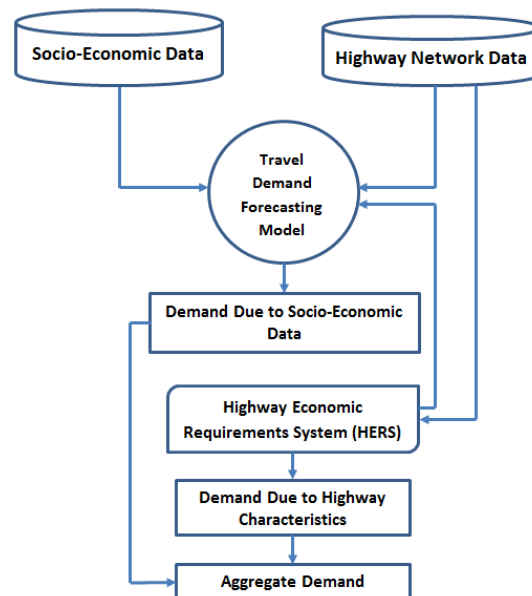 Socio-Economic Data
Highway Network Data
Travel
Demand
Forecasting
Model
Demand Due to Socio-Economic
Data
Highway Economic
Requirements System (HERS)
Demand Due to Highway
Characteristics
Aggregate Demand